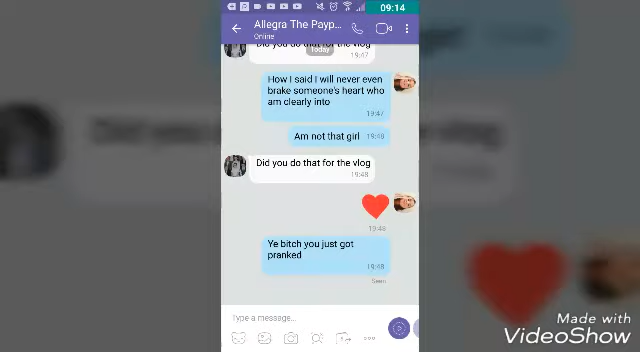 09:14
Allegra The Payp...
Online
Did you do that for the vlog
Today
19:47
How I said I will never even
brake someone's heart who
am clearly into
19:47
Am not that girl 19:48
Did you do that for the vlog
19:48
19:48
Ye bitch you just got
pranked
19:48
Seen
Type a message...
Made with
VideoShow